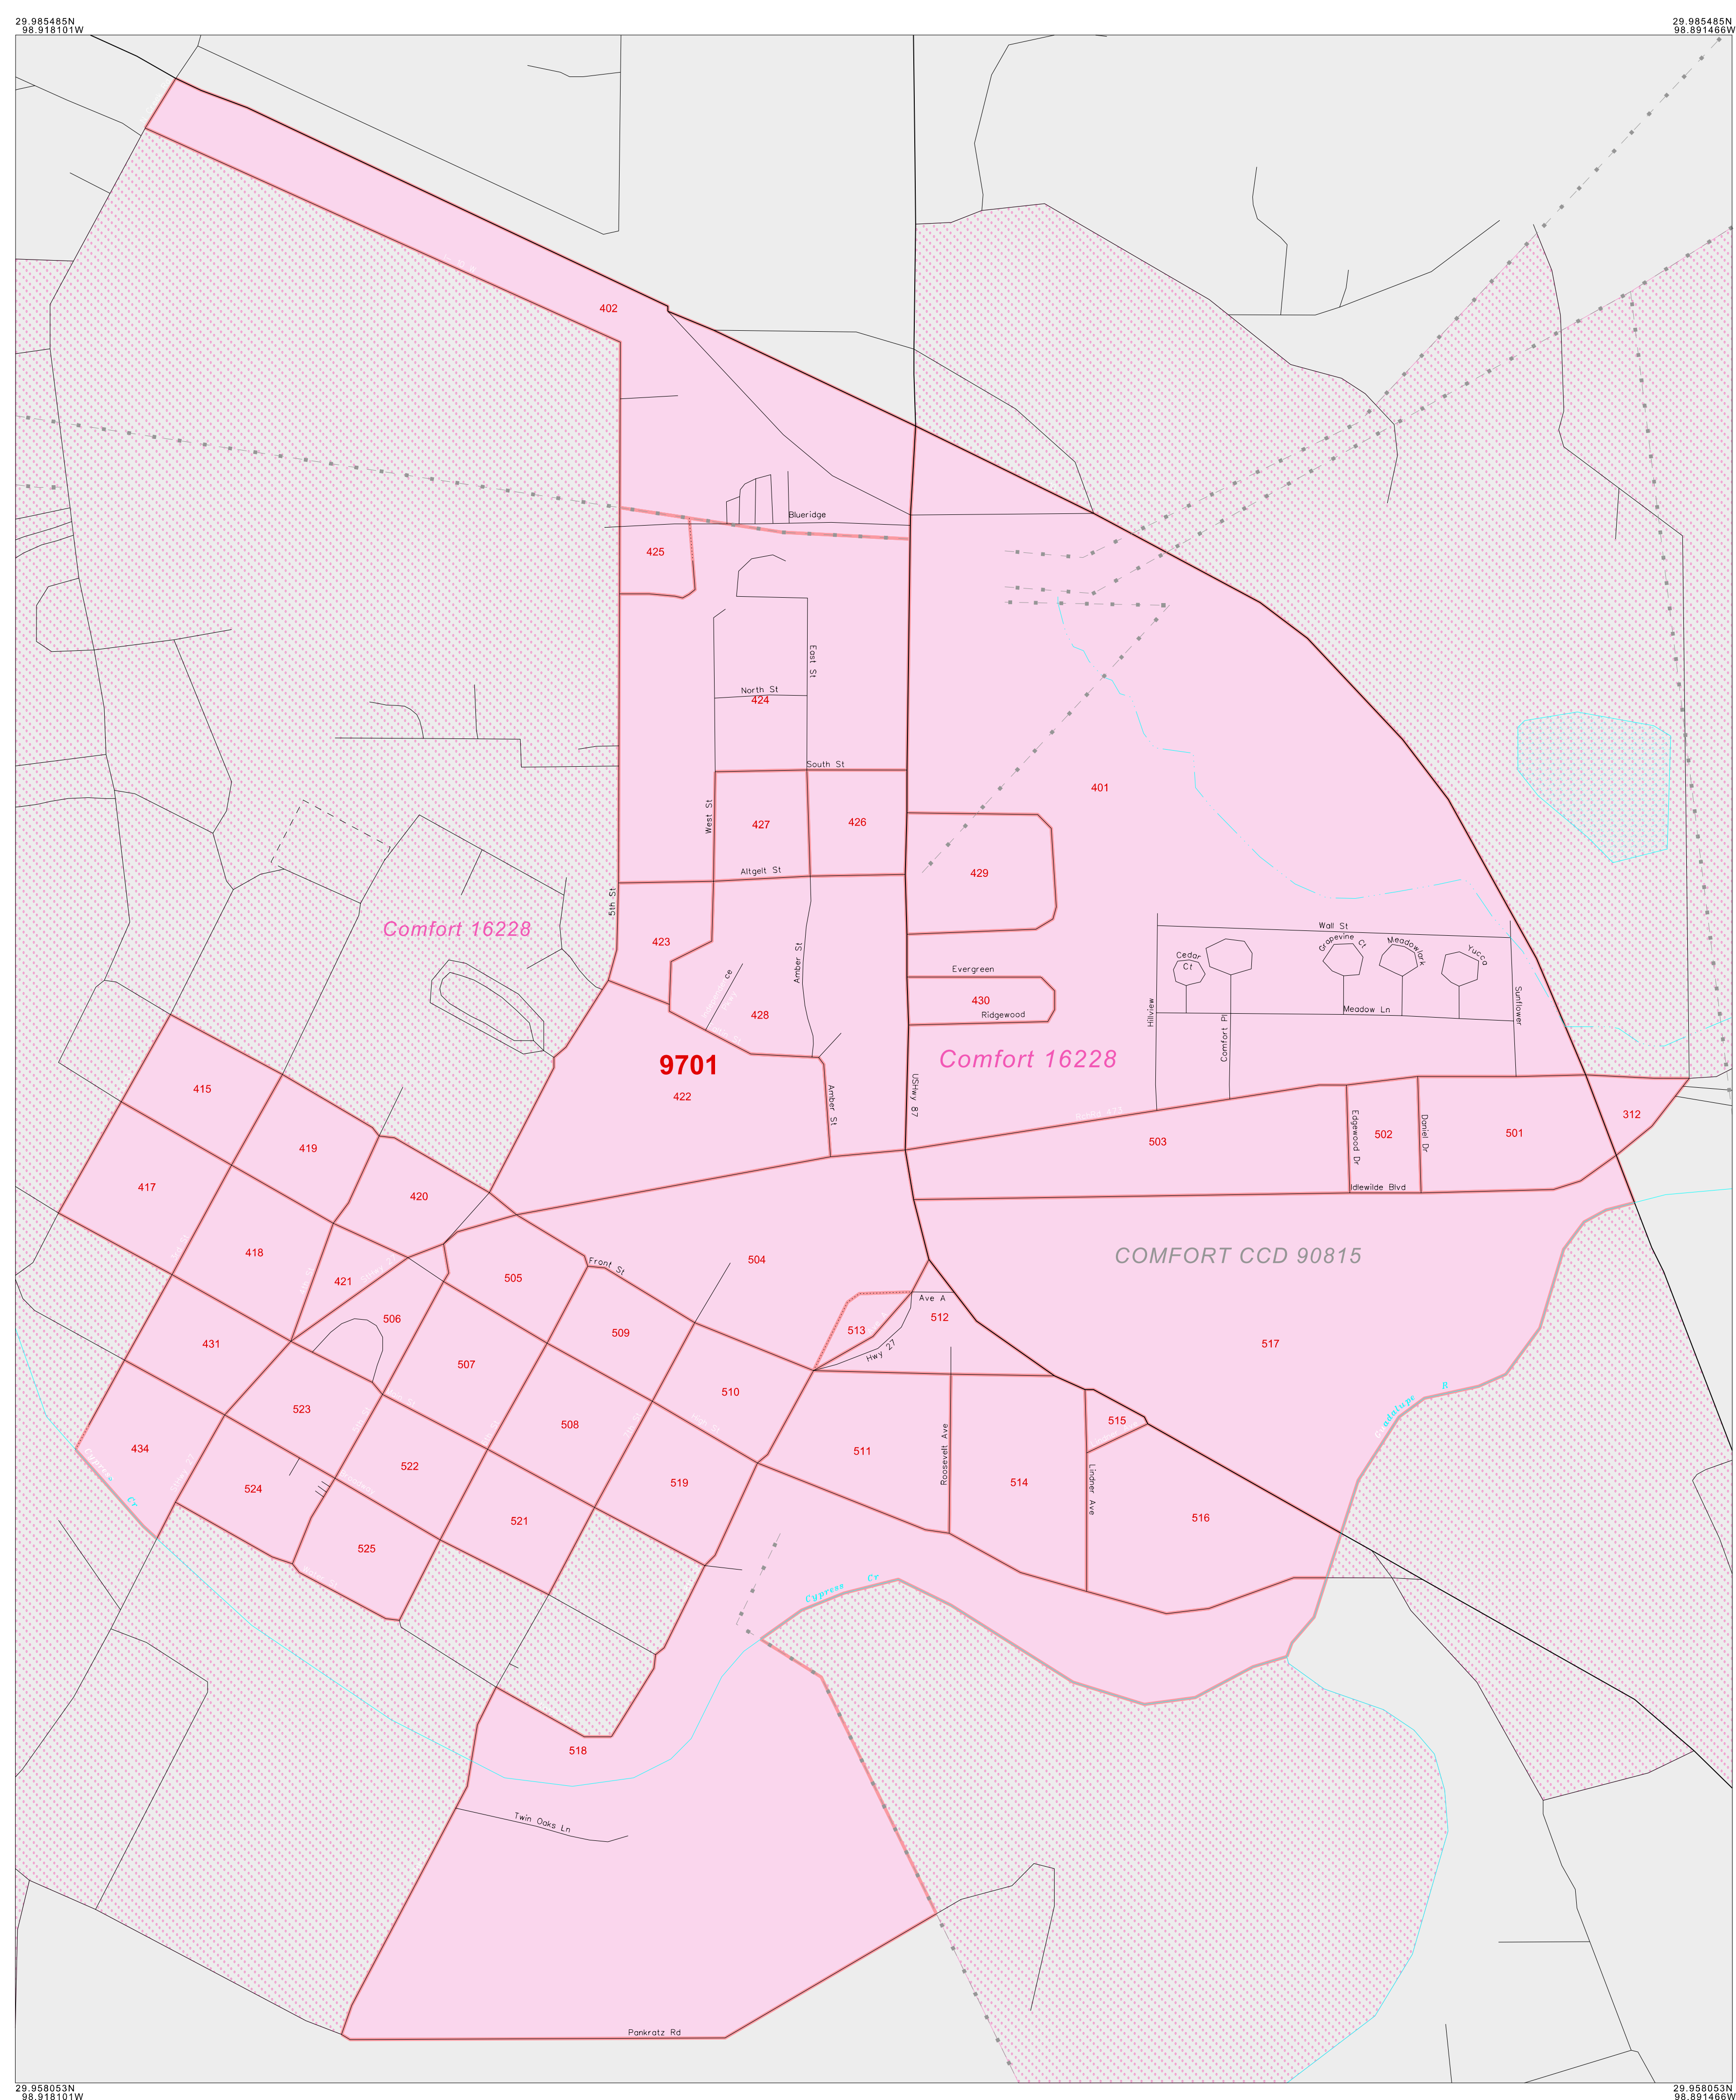 29.985485N
98.918101W
29.985485N
98.891466W
402
Blueridge
425
East St
North St
424
South St
401
West St
427
426
Altgelt St
429
5th St
Comfort 16228
Wall St
Grapevine Ct
Meadowlark
Yucca
423
Amber St
Cedar Ct
Evergreen
430
Ridgewood
428
Hillview
Meadow Ln
Sunflower
Comfort Pl
9701
Comfort 16228
415
422
Amber St
USHwy 87
312
Edgewood Dr
Daniel Dr
502
501
503
419
417
420
Idlewilde Blvd
418
421
505
Front St
504
COMFORT CCD 90815
Ave A
506
512
513
509
431
Hwy 27
517
507
510
523
508
515
434
Cypress Cr
522
511
Roosevelt Ave
514
Lindner Ave
Guadalupe R
524
519
521
516
525
Cypress Cr
518
Twin Oaks Ln
Pankratz Rd
29.958053N
98.918101W
29.958053N
98.891466W